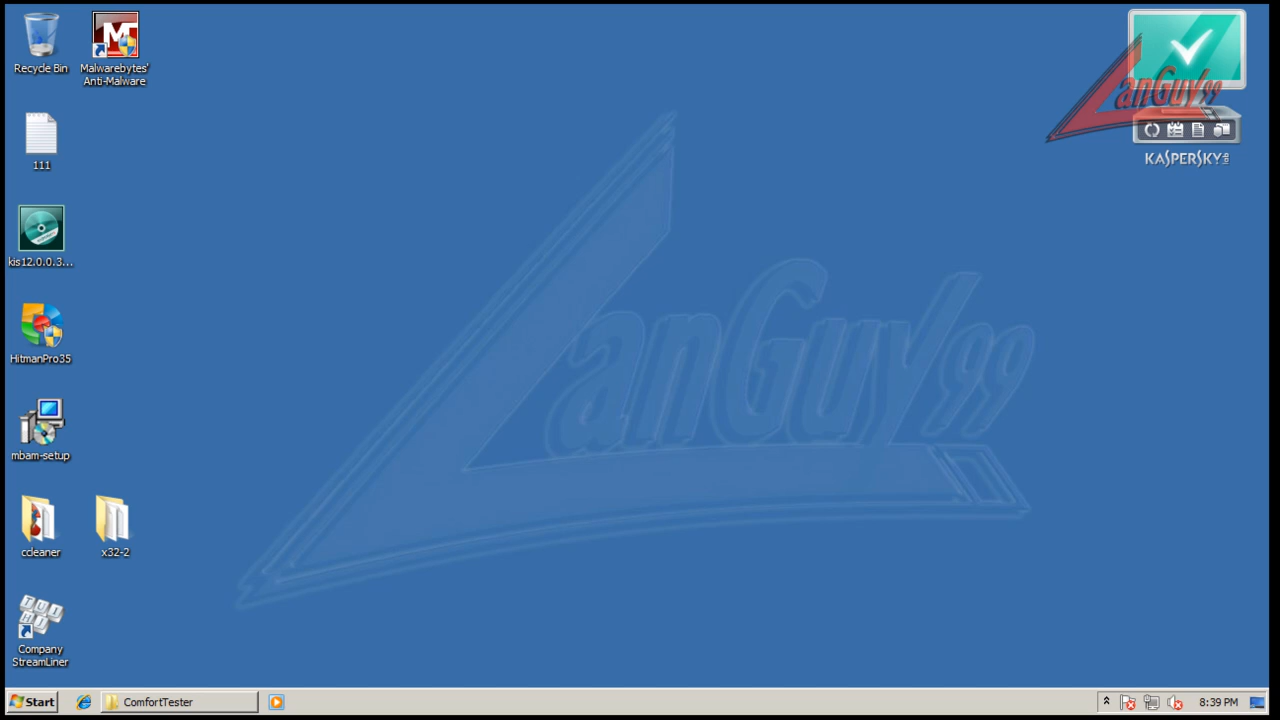 Recycle Bin
Malwarebytes'
Anti-Malware
111
kis12.0.0.3...
HitmanPro35
mbam-setup
ccleaner
x32-2
Company
StreamLiner
LanGuy99
KASPERSKY
LanGuy99
Start
ComfortTester
8:39 PM